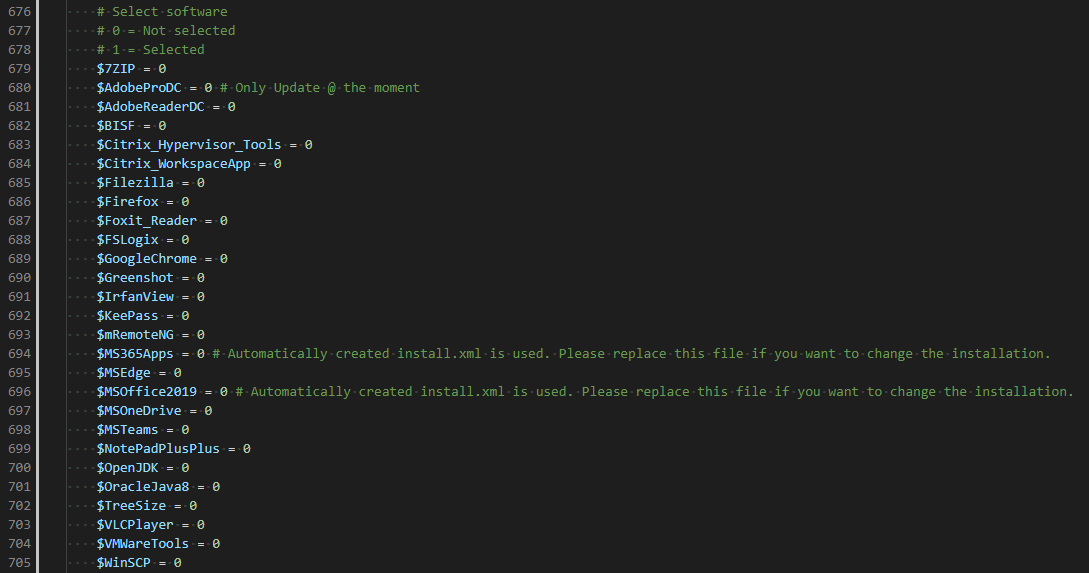 676 # Select software
677 # 0 = Not selected
678 # 1 = Selected
679 $7ZIP = 0
680 $AdobeProDC = 0 # Only Update @ the moment
681 $AdobeReaderDC = 0
682 $BISF = 0
683 $Citrix_Hypervisor_Tools = 0
684 $Citrix_WorkspaceApp = 0
685 $Filezilla = 0
686 $Firefox = 0
687 $Foxit_Reader = 0
688 $FSLogix = 0
689 $GoogleChrome = 0
690 $Greenshot = 0
691 $IrfanView = 0
692 $KeePass = 0
693 $mRemoteNG = 0
694 $MS365Apps = 0 # Automatically created install.xml is used. Please replace this file if you want to change the installation.
695 $MSEdge = 0
696 $MSOffice2019 = 0 # Automatically created install.xml is used. Please replace this file if you want to change the installation.
697 $MSOneDrive = 0
698 $MSTeams = 0
699 $NotePadPlusPlus = 0
700 $OpenJDK = 0
701 $OracleJava8 = 0
702 $TreeSize = 0
703 $VLCPlayer = 0
704 $VMWareTools = 0
705 $WinSCP = 0